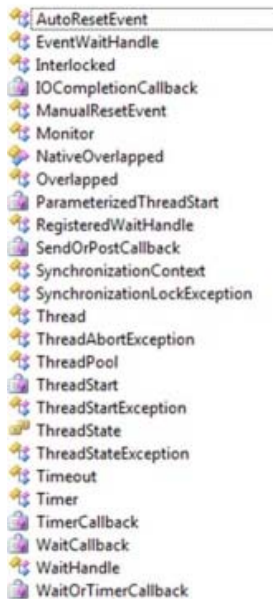 AutoResetEvent
EventWaitHandle
Interlocked
IOCompletionCallback
ManualResetEvent
Monitor
NativeOverlapped
Overlapped
ParameterizedThreadStart
RegisteredWaitHandle
SendOrPostCallback
SynchronizationContext
SynchronizationLockException
Thread
ThreadAbortException
ThreadPool
ThreadStart
ThreadStartException
ThreadState
ThreadStateException
Timeout
Timer
TimerCallback
WaitCallback
WaitHandle
WaitOrTimerCallback